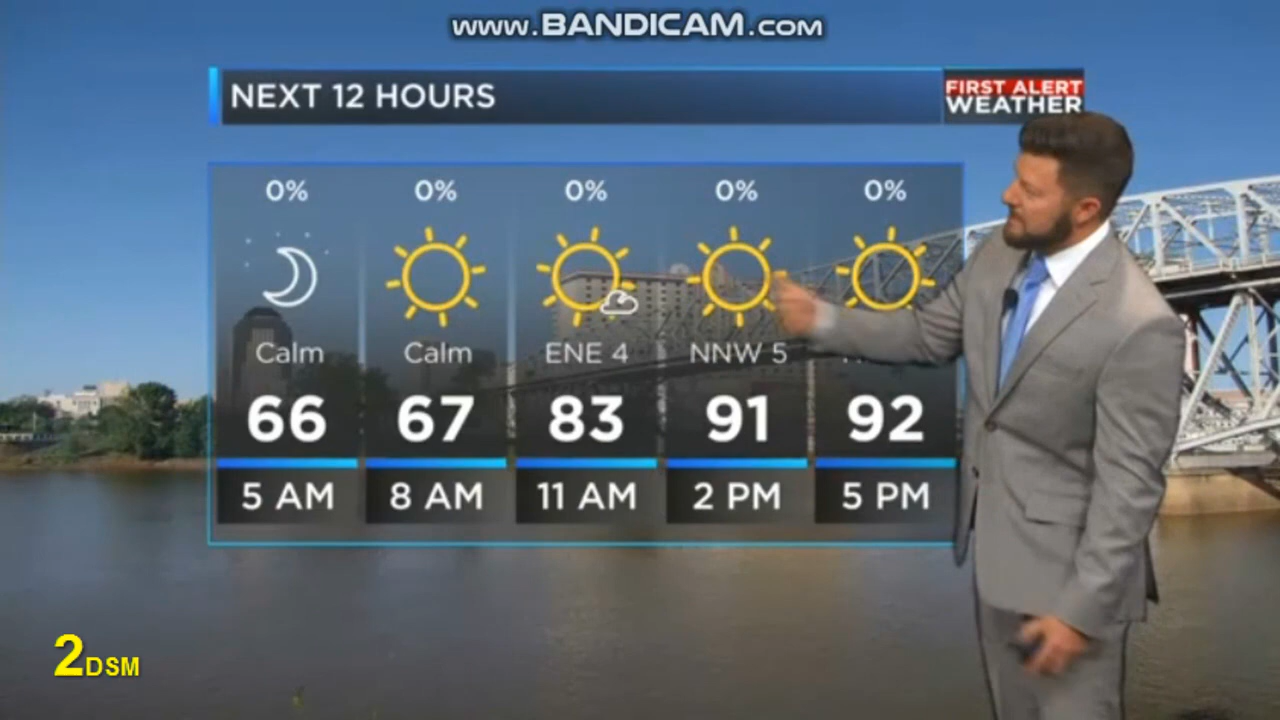 www.BANDICAM.com
NEXT 12 HOURS
FIRST ALERT
WEATHER
0% 0% 0% 0% 0%
Calm Calm ENE 4 NNW 5
66 67 83 91 92
5 AM 8 AM 11 AM 2 PM 5 PM
2DSM